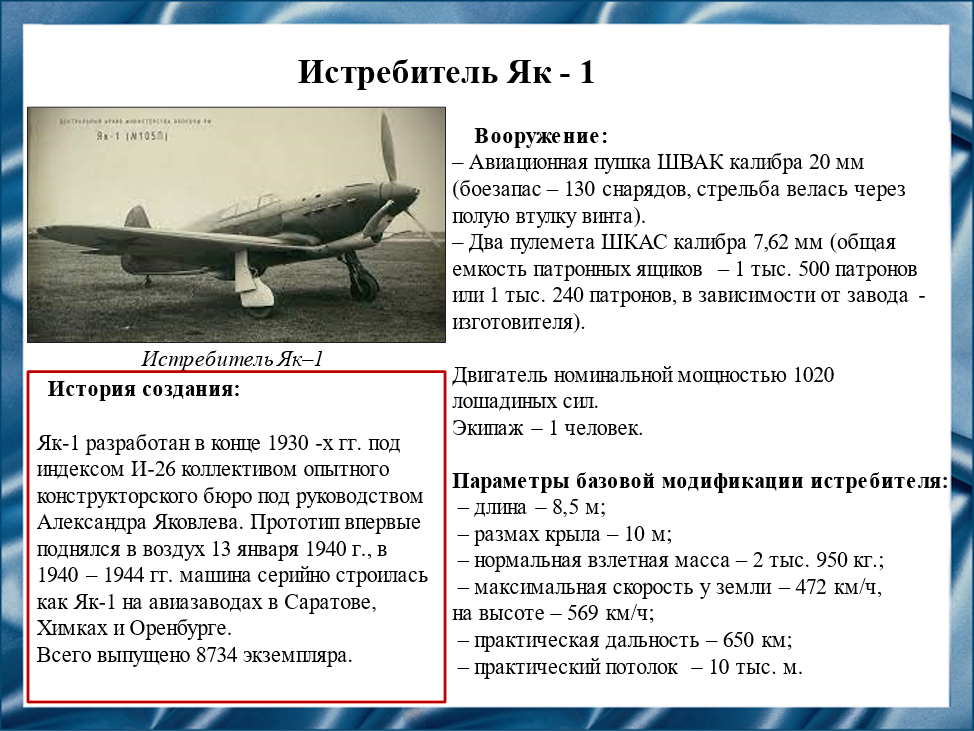 Истребитель Як - 1
ЦЕНТРАЛЬНЫЙ АРХИВ МИНИСТЕРСТВА ОБОРОНЫ РФ
Як-1 (М105П)
Истребитель Як–1
История создания:
Як-1 разработан в конце 1930 -х гг. под
индексом И-26 коллективом опытного
конструкторского бюро под руководством
Александра Яковлева. Прототип впервые
поднялся в воздух 13 января 1940 г., в
1940 – 1944 гг. машина серийно строилась
как Як-1 на авиазаводах в Саратове,
Химках и Оренбурге.
Всего выпущено 8734 экземпляра.
Вооружение:
– Авиационная пушка ШВАК калибра 20 мм
(боезапас – 130 снарядов, стрельба велась через
полую втулку винта).
– Два пулемета ШКАС калибра 7,62 мм (общая
емкость патронных ящиков – 1 тыс. 500 патронов
или 1 тыс. 240 патронов, в зависимости от завода -
изготовителя).
Двигатель номинальной мощностью 1020
лошадиных сил.
Экипаж – 1 человек.
Параметры базовой модификации истребителя:
– длина – 8,5 м;
– размах крыла – 10 м;
– нормальная взлетная масса – 2 тыс. 950 кг.;
– максимальная скорость у земли – 472 км/ч,
на высоте – 569 км/ч;
– практическая дальность – 650 км;
– практический потолок – 10 тыс. м.